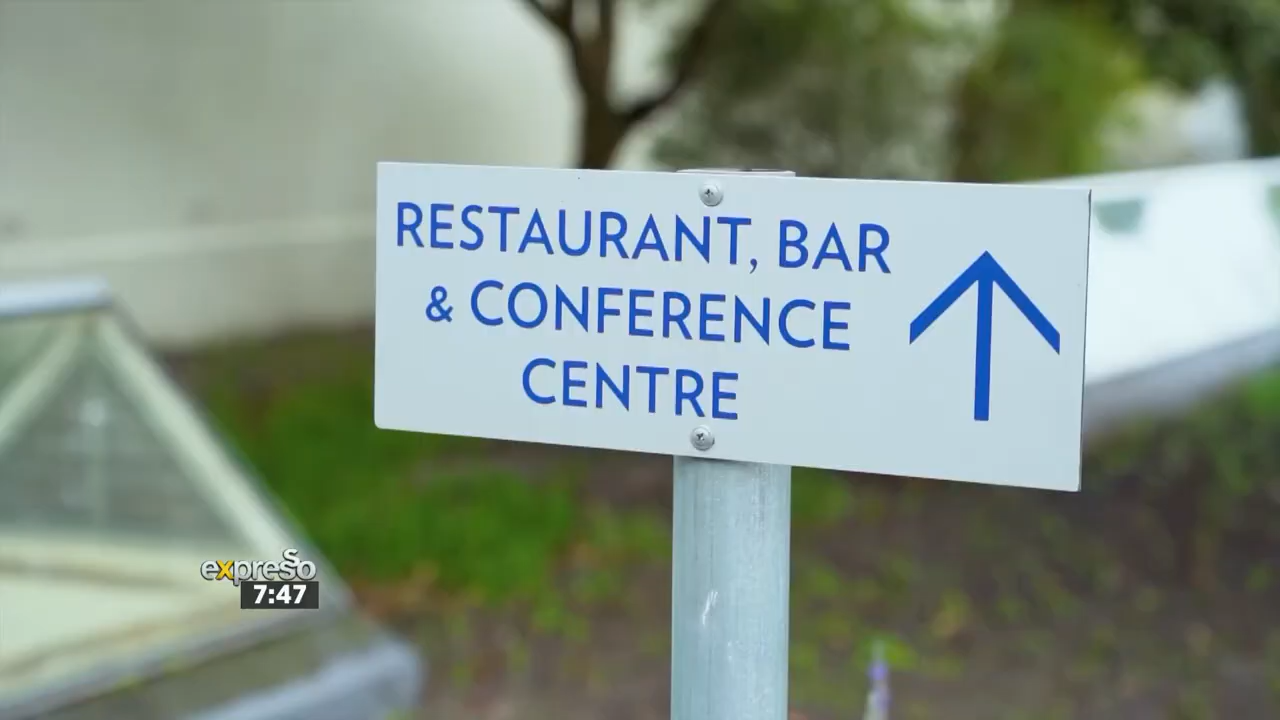 RESTAURANT, BAR
& CONFERENCE
CENTRE
expresso
7:47